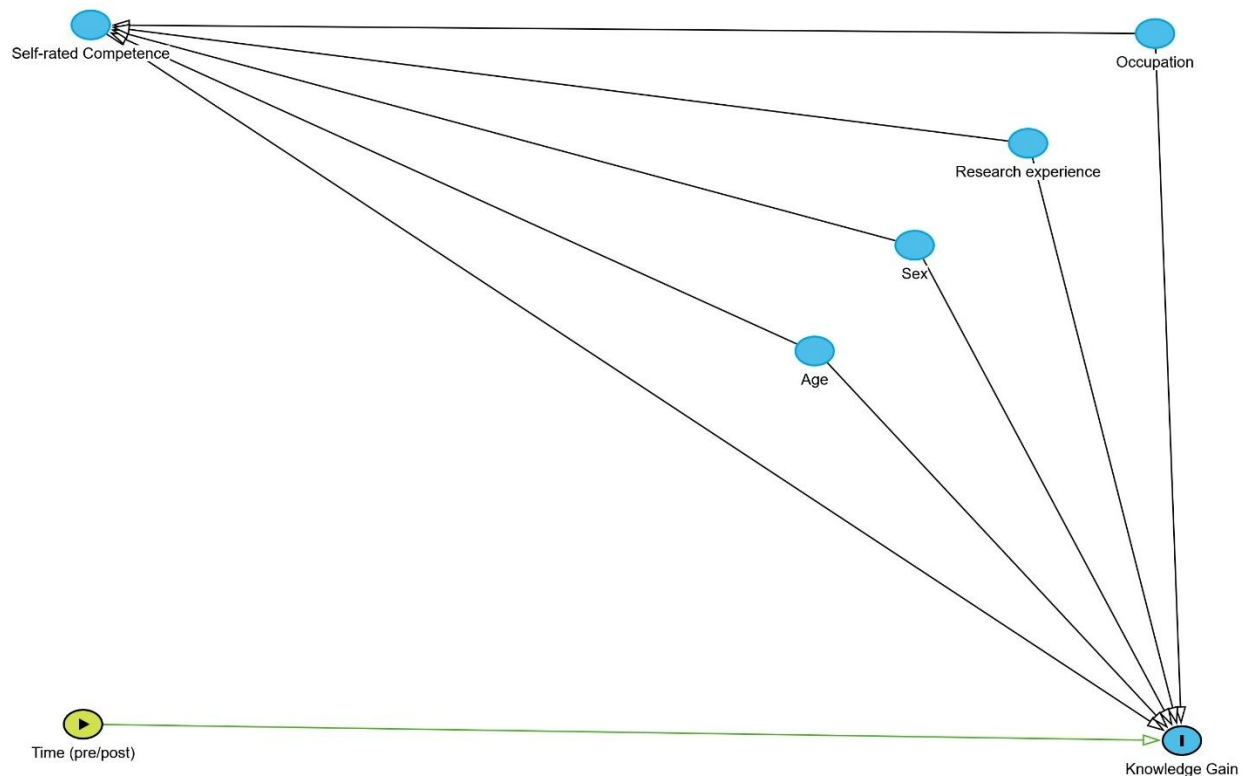 Self-rated Competence
Occupation
Research experience
Sex
Age
Time (pre/post)
Knowledge Gain